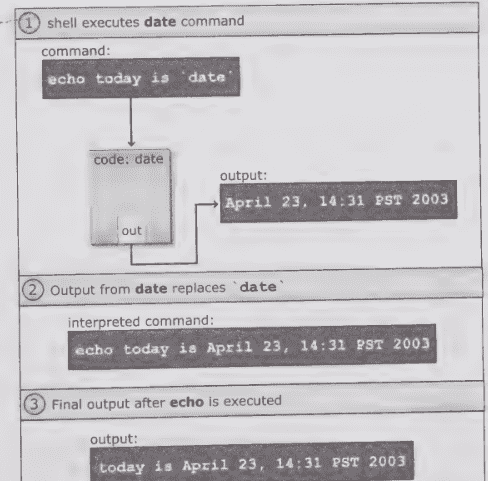 1 shell executes date command
command:
echo today is `date`
code: date
output:
April 23, 14:31 PST 2003
out
2 Output from date replaces `date`
interpreted command:
echo today is April 23, 14:31 PST 2003
3 Final output after echo is executed
output:
today is April 23, 14:31 PST 2003